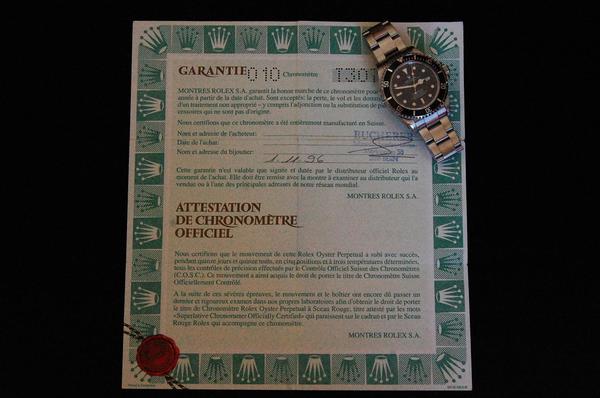 GARANTIE 010 Chronomètre T301
MONTRES ROLEX S.A. garantit la bonne marche de ce chronomètre pour
année à partir de la date d'achat. Sont exceptés: la perte, le vol et les
d'un traitement non approprié – y compris l'adjonction ou la substitution de
cessoires qui ne sont pas d'origine.
Nous certifions que ce chronomètre a été entièrement manufacturé en Suisse.
Nom et adresse de l'acheteur:
BUCHERER
Date de l'achat:
Nom et adresse du bijoutier:
1.11.96
Cette garantie n'est valable que signée et datée par le distributeur officiel Rolex
au moment de l'achat. Elle doit être remise avec la montre à examiner au distributeur qui l'a
vendue ou à l'une des principales adresses de notre réseau mondial.
MONTRES ROLEX S.A.
ATTESTATION
DE CHRONOMÈTRE
OFFICIEL
Nous certifions que le mouvement de cette Rolex Oyster Perpetual a subi avec succès,
pendant quinze jours et quinze nuits, en cinq positions et à trois températures déterminées,
tous les contrôles de précision effectués par le Contrôle Officiel Suisse des Chronomètres
(C.O.S.C.). Ce mouvement a ainsi acquis le droit de porter le titre de Chronomètre Suisse
Officiellement Contrôlé.
A la suite de ces sévères épreuves, le mouvement et le boîtier ont encore dû passer un
dernier et rigoureux examen dans nos propres laboratoires afin d'obtenir le droit de porter
le titre de Chronomètre Rolex Oyster Perpetual à Sceau Rouge, titre attesté par les mots
«Superlative Chronometer Officially Certified» qui paraissent sur le cadran et par le Sceau
Rouge Rolex qui accompagne ce chronomètre.
MONTRES ROLEX S.A.